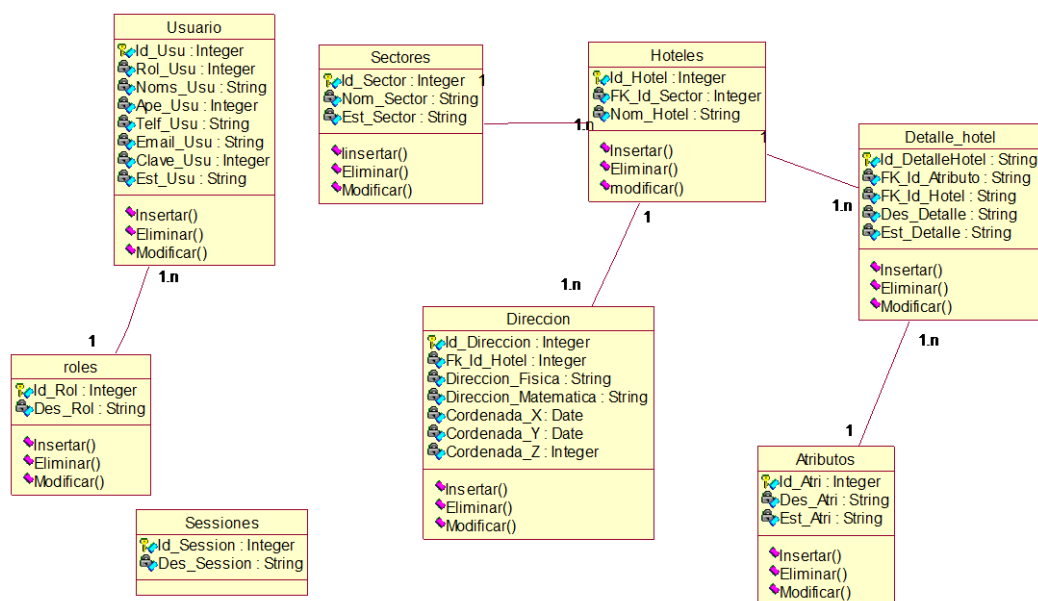 Usuario
Id_Usu : Integer
Rol_Usu : Integer
Noms_Usu : String
Ape_Usu : Integer
Telf_Usu : String
Email_Usu : String
Clave_Usu : Integer
Est_Usu : String
Insertar()
Eliminar()
Modificar()
1.n
1
roles
Id_Rol : Integer
Des_Rol : String
Insertar()
Eliminar()
Modificar()
Sessiones
Id_Session : Integer
Des_Session : String
Sectores
Id_Sector : Integer
Nom_Sector : String
Est_Sector : String
Iinsertar()
Eliminar()
Modificar()
1
1.n
Hoteles
Id_Hotel : Integer
FK_Id_Sector : Integer
Nom_Hotel : String
Insertar()
Eliminar()
modificar()
1
1.n
1
1.n
Direccion
Id_Direccion : Integer
Fk_Id_Hotel : Integer
Direccion_Fisica : String
Direccion_Matematica : String
Cordenada_X : Date
Cordenada_Y : Date
Cordenada_Z : Integer
Insertar()
Eliminar()
Modificar()
Detalle_hotel
Id_DetalleHotel : String
FK_Id_Atributo : String
FK_Id_Hotel : String
Des_Detalle : String
Est_Detalle : String
Insertar()
Eliminar()
Modificar()
1.n
1
Atributos
Id_Atri : Integer
Des_Atri : String
Est_Atri : String
Insertar()
Eliminar()
Modificar()